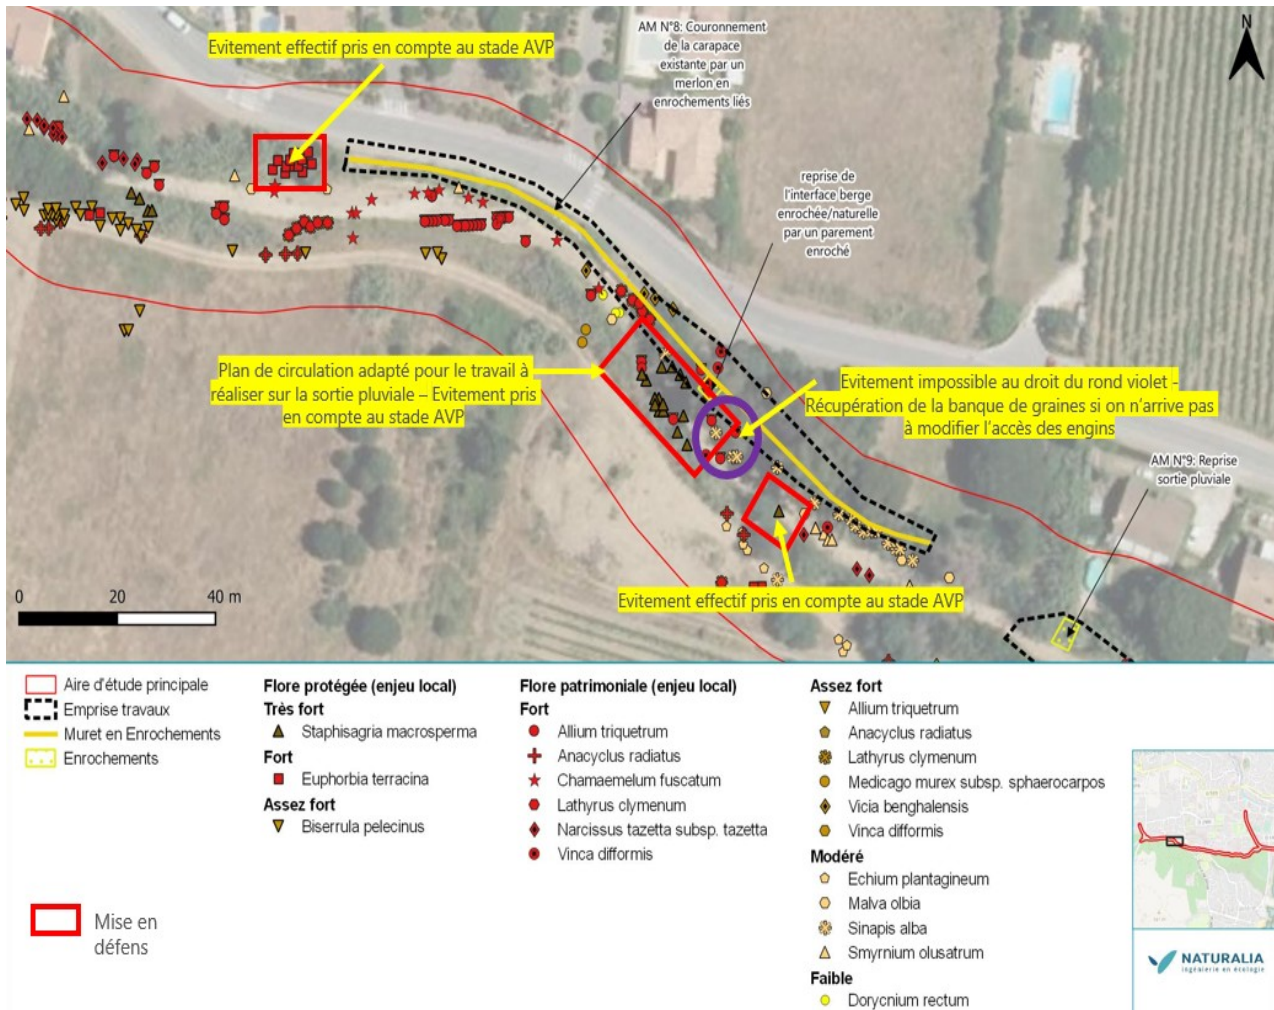 Evitement effectif pris en compte au stade AVP
AM N°8: Couronnement
de la carapace
existante par un
merlon en
enrochements liés
N
reprise de
l'interface berge
enrochée/naturelle
par un parement
enroché
Plan de circulation adapté pour le travail à
réaliser sur la sortie pluviale – Evitement pris
en compte au stade AVP
Evitement impossible au droit du rond violet -
Récupération de la banque de graines si on n'arrive pas
à modifier l'accès des engins
AM N°9: Reprise
sortie pluviale
Evitement effectif pris en compte au stade AVP
0 20 40 m
Aire d'étude principale
Emprise travaux
Muret en Enrochements
Enrochements
Mise en
défens
Flore protégée (enjeu local)
Très fort
Staphisagria macrosperma
Fort
Euphorbia terracina
Assez fort
Biserrula pelecinus
Flore patrimoniale (enjeu local)
Fort
Allium triquetrum
Anacyclus radiatus
Chamaemelum fuscatum
Lathyrus clymenum
Narcissus tazetta subsp. tazetta
Vinca difformis
Assez fort
Allium triquetrum
Anacyclus radiatus
Lathyrus clymenum
Medicago murex subsp. sphaerocarpos
Vicia benghalensis
Vinca difformis
Modéré
Echium plantagineum
Malva olbia
Sinapis alba
Smyrnium olusatrum
Faible
Dorycnium rectum
NATURALIA
Ingénierie en écologie